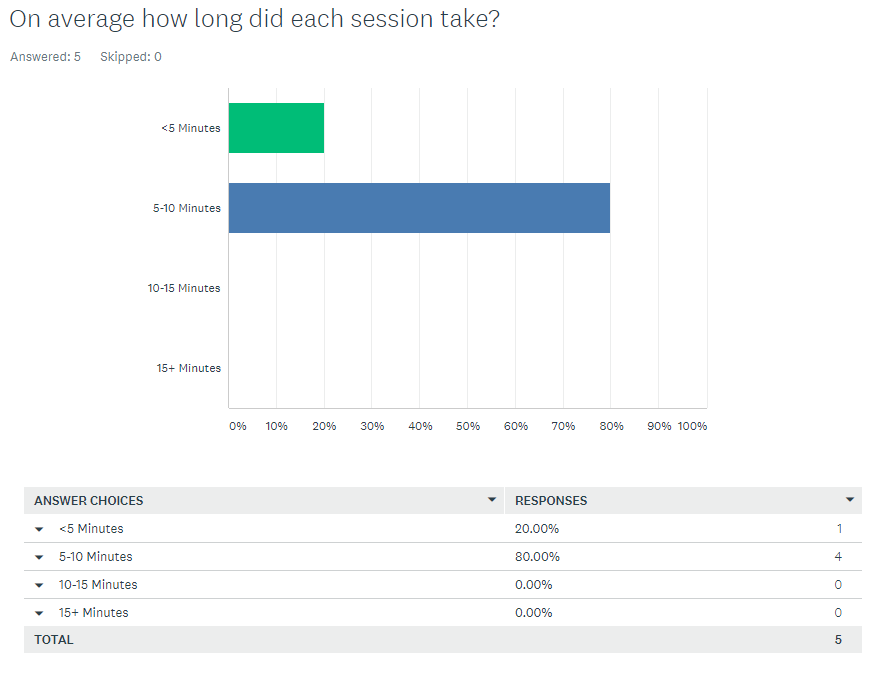 On average how long did each session take?
Answered: 5 Skipped: 0
<5 Minutes
5-10 Minutes
10-15 Minutes
15+ Minutes
0% 10% 20% 30% 40% 50% 60% 70% 80% 90% 100%
ANSWER CHOICES RESPONSES
<5 Minutes 20.00% 1
5-10 Minutes 80.00% 4
10-15 Minutes 0.00% 0
15+ Minutes 0.00% 0
TOTAL 5